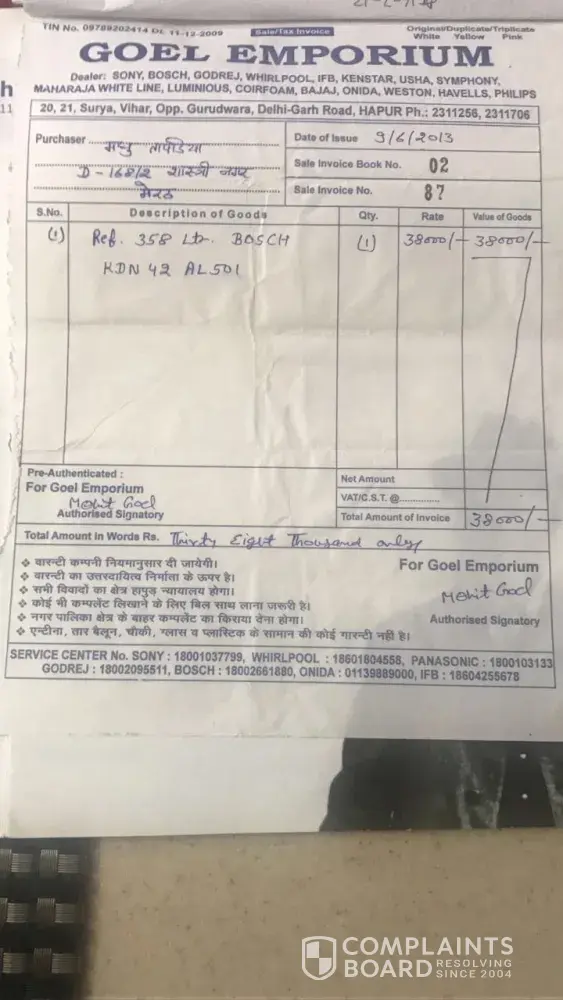 TIN No. 09789202414 Dt. 11-12-2009
Sale/Tax Invoice
Original/Duplicate/Triplicate
White Yellow Pink
GOEL EMPORIUM
Dealer: SONY, BOSCH, GODREJ, WHIRLPOOL, IFB, KENSTAR, USHA, SYMPHONY,
MAHARAJA WHITE LINE, LUMINIOUS, COIRFOAM, BAJAJ, ONIDA, WESTON, HAVELLS, PHILIPS
20, 21, Surya, Vihar, Opp. Gurudwara, Delhi-Garh Road, HAPUR Ph.: 2311256, 2311706
Purchaser मधु तापड़िया
D-168/2 शास्त्री नगर
मेरठ
Date of Issue 9/6/2013
Sale Invoice Book No. 02
Sale Invoice No. 87
S.No. Description of Goods Qty. Rate Value of Goods
(1) Ref. 358 Ltr. BOSCH (1) 38000/- 38000/-
KDN 42 AL501
Pre-Authenticated :
For Goel Emporium
Mohit Goel
Authorised Signatory
Net Amount
VAT/C.S.T. @..............
Total Amount of Invoice 38000/-
Total Amount in Words Rs. Thirty Eight Thousand only
❖ वारन्टी कम्पनी नियमानुसार दी जायेगी।
❖ वारन्टी का उत्तरदायित्व निर्माता के ऊपर है।
❖ सभी विवादों का क्षेत्र हापुड़ न्यायालय होगा।
❖ कोई भी कम्पलेंट लिखाने के लिए बिल साथ लाना जरूरी है।
❖ नगर पालिका क्षेत्र के बाहर कम्पलेंट का किराया देना होगा।
❖ एन्टीना, तार बैलून, चौकी, ग्लास व प्लास्टिक के सामान की कोई गारन्टी नहीं है।
For Goel Emporium
Mohit Goel
Authorised Signatory
SERVICE CENTER No. SONY : 18001037799, WHIRLPOOL : 18601804558, PANASONIC : 1800103133
GODREJ : 18002095511, BOSCH : 18002661880, ONIDA : 01139889000, IFB : 18604255678
h
11
COMPLAINTS
BOARD RESOLVING
SINCE 2004